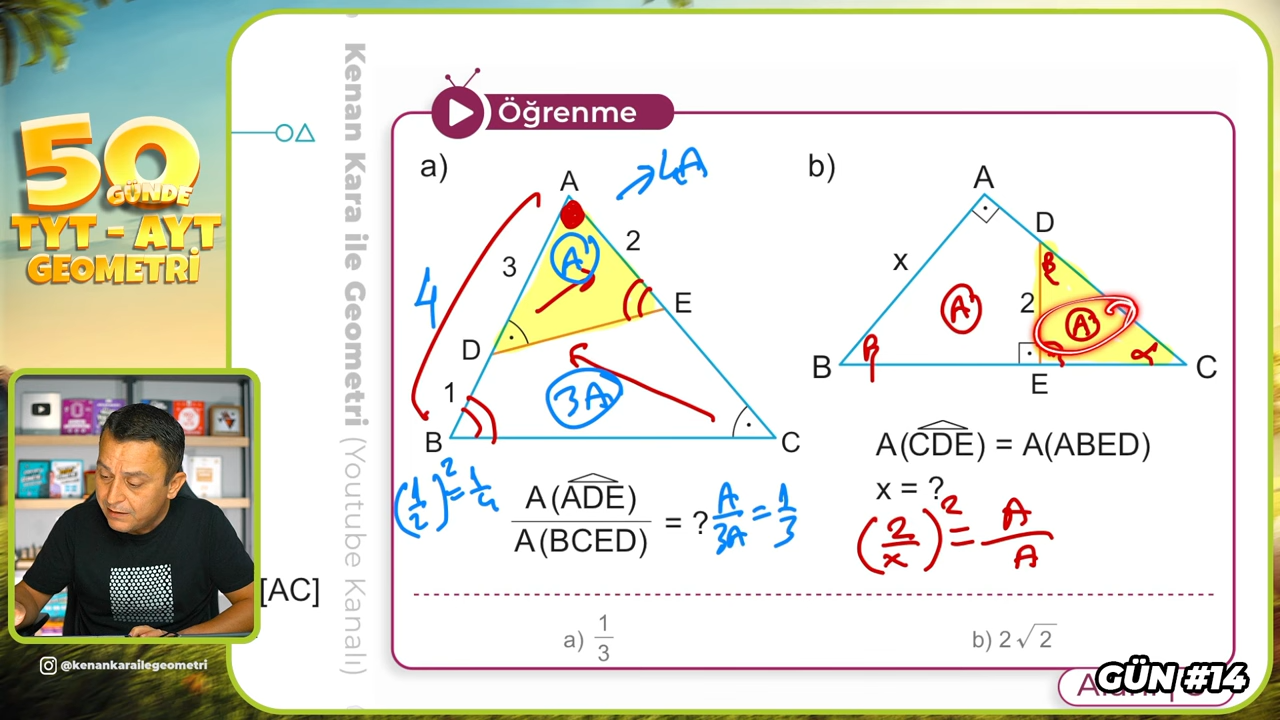 50
GÜNDE
TYT - AYT
GEOMETRİ
Kenan Kara ile Geometri (Youtube Kanalı)
Öğrenme
a)
A
4A
3
2
A
4
D
E
1
3A
B
C
(1/2)² = 1/4
A(ADE)
A(BCED)
= ? A/3A = 1/3
b)
A
D
x
2
A
A
B
E
C
α
A(CDE) = A(ABED)
x = ?
(2/x)² = A/A
[AC]
a) 1/3
b) 2√2
@kenankarailegeometri
GÜN #14